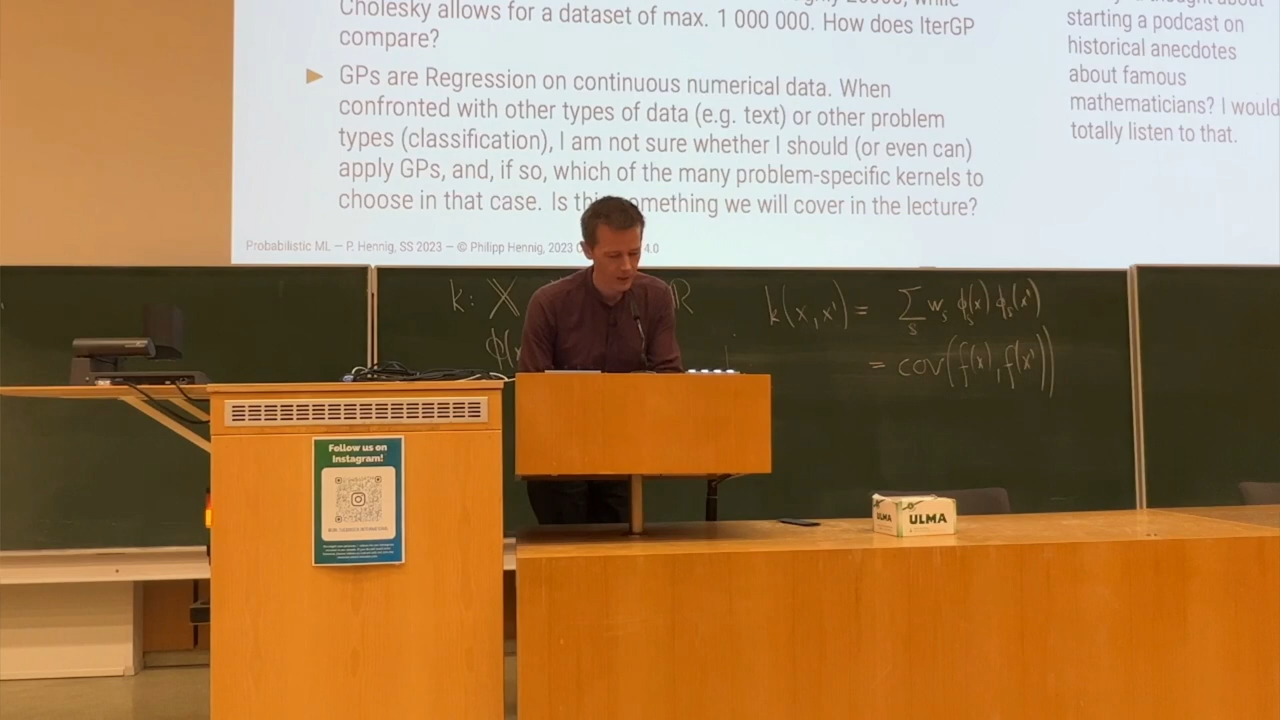 Cholesky allows for a dataset of max. 1 000 000. How does IterGP
compare?
GPs are Regression on continuous numerical data. When
confronted with other types of data (e.g. text) or other problem
types (classification), I am not sure whether I should (or even can)
apply GPs, and, if so, which of the many problem-specific kernels to
choose in that case. Is this something we will cover in the lecture?
starting a podcast on
historical anecdotes
about famous
mathematicians? I would
totally listen to that.
Probabilistic ML — P. Hennig, SS 2023 — © Philipp Hennig, 2023 4.0
k: 𝕏 ℝ
ϕ(x
k(x,x') = Σ_s w_s ϕ_s(x) ϕ_s(x')
= cov(f(x), f(x'))
Follow us on
Instagram!
ULMA
ULMA